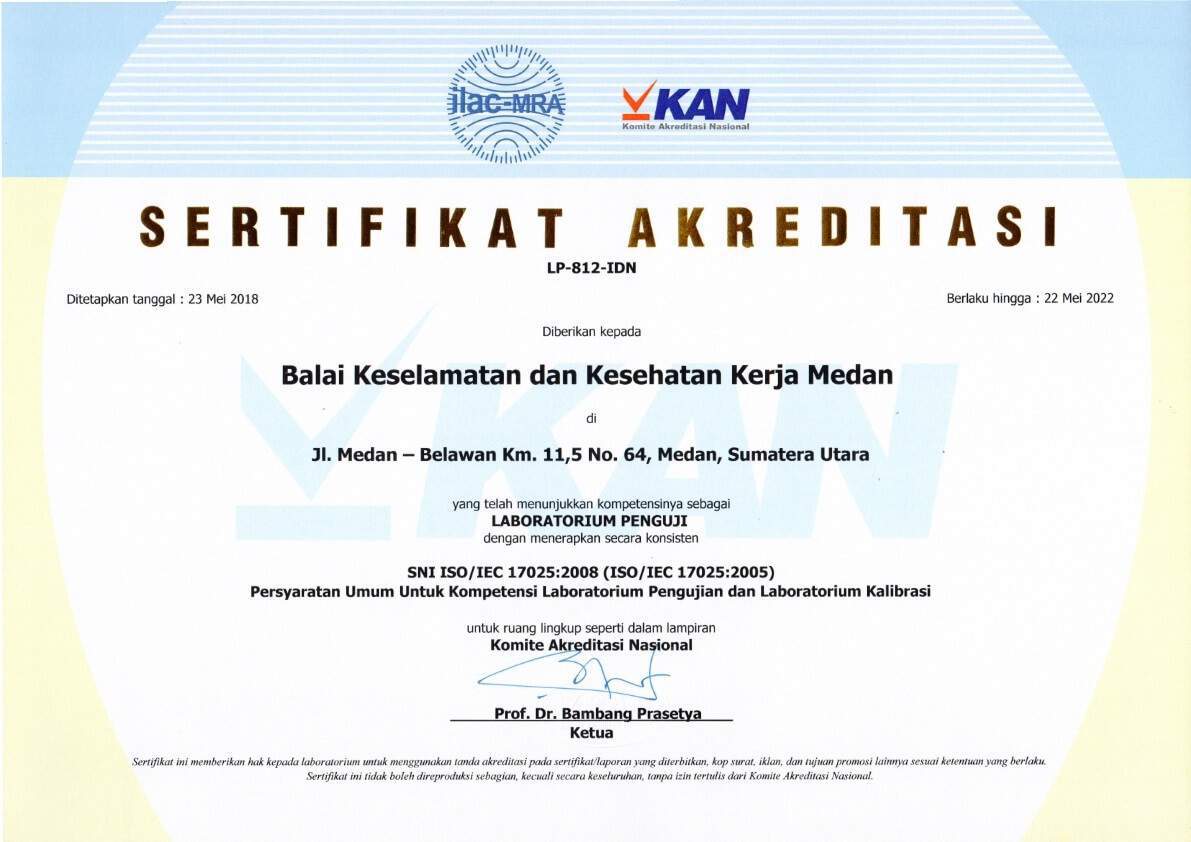 ilac-MRA
KAN
Komite Akreditasi Nasional
SERTIFIKAT AKREDITASI
LP-812-IDN
Ditetapkan tanggal : 23 Mei 2018
Berlaku hingga : 22 Mei 2022
Diberikan kepada
Balai Keselamatan dan Kesehatan Kerja Medan
di
Jl. Medan – Belawan Km. 11,5 No. 64, Medan, Sumatera Utara
yang telah menunjukkan kompetensinya sebagai
LABORATORIUM PENGUJI
dengan menerapkan secara konsisten
SNI ISO/IEC 17025:2008 (ISO/IEC 17025:2005)
Persyaratan Umum Untuk Kompetensi Laboratorium Pengujian dan Laboratorium Kalibrasi
untuk ruang lingkup seperti dalam lampiran
Komite Akreditasi Nasional
Prof. Dr. Bambang Prasetya
Ketua
Sertifikat ini memberikan hak kepada laboratorium untuk menggunakan tanda akreditasi pada sertifikat/laporan yang diterbitkan, kop surat, iklan, dan tujuan promosi lainnya sesuai ketentuan yang berlaku.
Sertifikat ini tidak boleh direproduksi sebagian, kecuali secara keseluruhan, tanpa izin tertulis dari Komite Akreditasi Nasional.
KAN